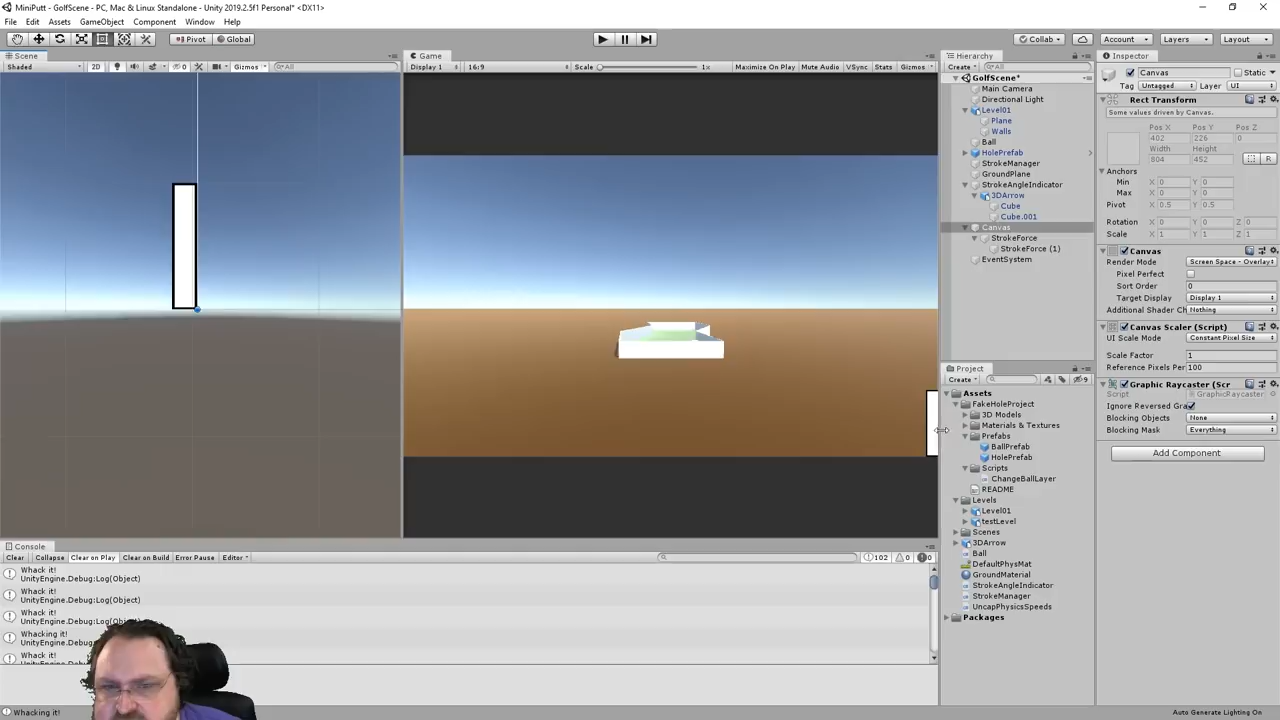 MiniPutt - GolfScene - PC, Mac & Linux Standalone - Unity 2019.2.5f1 Personal* <DX11>
File Edit Assets GameObject Component Window Help
Pivot Global Collab Account Layers Layout
Scene Game Hierarchy Inspector
Shaded 2D 0 Gizmos All Display 1 16:9 Scale 1x Maximize On Play Mute Audio VSync Stats Gizmos Create All
Canvas Static
Tag Untagged Layer UI
GolfScene*
Main Camera
Directional Light
Level01
Plane
Walls
Ball
HolePrefab
StrokeManager
GroundPlane
StrokeAngleIndicator
3DArrow
Cube
Cube.001
Canvas
StrokeForce
StrokeForce (1)
EventSystem
Rect Transform
Some values driven by Canvas.
Pos X Pos Y Pos Z
402 226 0
Width Height
804 452 R
Anchors
Min X 0 Y 0
Max X 0 Y 0
Pivot X 0.5 Y 0.5
Rotation X 0 Y 0 Z 0
Scale X 1 Y 1 Z 1
Canvas
Render Mode Screen Space - Overlay
Pixel Perfect
Sort Order 0
Target Display Display 1
Additional Shader Ch Nothing
Canvas Scaler (Script)
UI Scale Mode Constant Pixel Size
Scale Factor 1
Reference Pixels Per 100
Graphic Raycaster (Scr
Script GraphicRaycaster
Ignore Reversed Gra
Blocking Objects None
Blocking Mask Everything
Add Component
Project
Create 9
Assets
FakeHoleProject
3D Models
Materials & Textures
Prefabs
BallPrefab
HolePrefab
Scripts
ChangeBallLayer
README
Levels
Level01
testLevel
Scenes
3DArrow
Ball
DefaultPhysMat
GroundMaterial
StrokeAngleIndicator
StrokeManager
UncapPhysicsSpeeds
Packages
Console
Clear Collapse Clear on Play Clear on Build Error Pause Editor 102 0 0
Whack it!
UnityEngine.Debug:Log(Object)
Whack it!
UnityEngine.Debug:Log(Object)
Whack it!
UnityEngine.Debug:Log(Object)
Whacking it!
UnityEngine.Debug:Log(Object)
Whack it!
Whacking it!
Auto Generate Lighting On